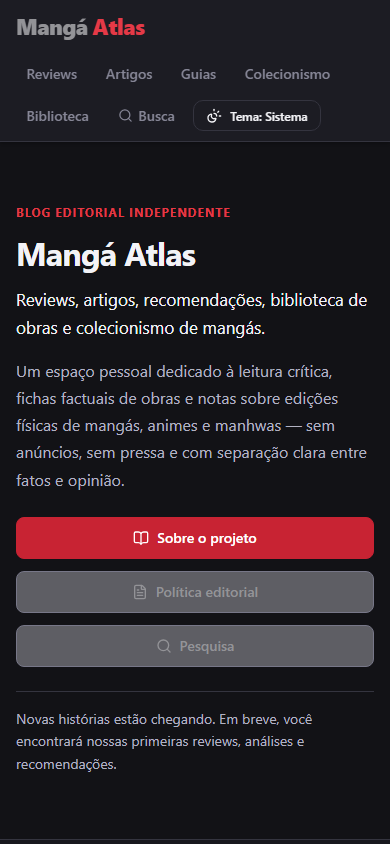 Mangá Atlas
Reviews Artigos Guias Colecionismo
Biblioteca Busca Tema: Sistema
BLOG EDITORIAL INDEPENDENTE
Mangá Atlas
Reviews, artigos, recomendações, biblioteca de
obras e colecionismo de mangás.
Um espaço pessoal dedicado à leitura crítica,
fichas factuais de obras e notas sobre edições
físicas de mangás, animes e manhwas — sem
anúncios, sem pressa e com separação clara entre
fatos e opinião.
Sobre o projeto
Política editorial
Pesquisa
Novas histórias estão chegando. Em breve, você
encontrará nossas primeiras reviews, análises e
recomendações.